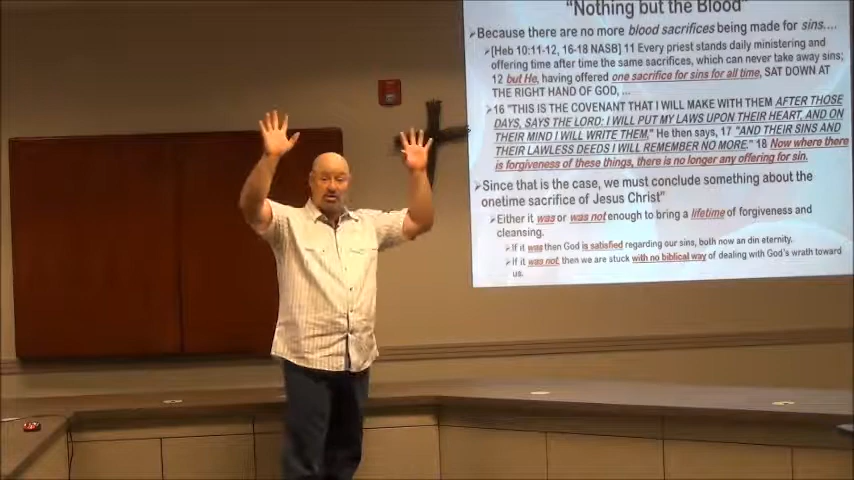 "Nothing but the Blood"
Because there are no more blood sacrifices being made for sins....
[Heb 10:11-12, 16-18 NASB] 11 Every priest stands daily ministering and
offering time after time the same sacrifices, which can never take away sins;
12 but He, having offered one sacrifice for sins for all time, SAT DOWN AT
THE RIGHT HAND OF GOD, ...
16 "THIS IS THE COVENANT THAT I WILL MAKE WITH THEM AFTER THOSE
DAYS, SAYS THE LORD: I WILL PUT MY LAWS UPON THEIR HEART, AND ON
THEIR MIND I WILL WRITE THEM," He then says, 17 "AND THEIR SINS AND
THEIR LAWLESS DEEDS I WILL REMEMBER NO MORE." 18 Now where there
is forgiveness of these things, there is no longer any offering for sin.
Since that is the case, we must conclude something about the
onetime sacrifice of Jesus Christ"
Either it was or was not enough to bring a lifetime of forgiveness and
cleansing.
If it was then God is satisfied regarding our sins, both now and in eternity
If it was not then we are stuck with no biblical way of dealing with God's wrath toward
us.